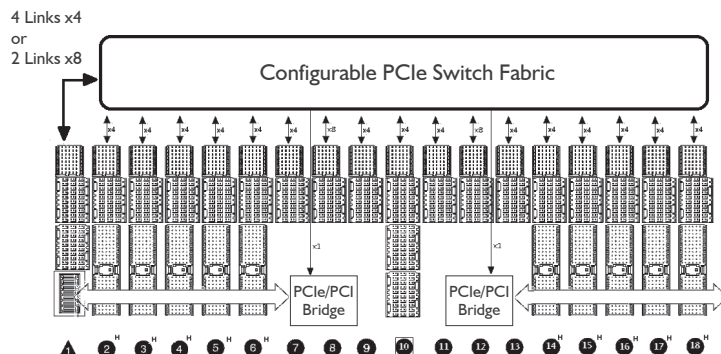 4 Links x4
or
2 Links x8
Configurable PCIe Switch Fabric
x4 x4 x4 x4 x4 x4 x8 x4 x4 x4 x8 x4 x4 x4 x4 x4 x4
x1 x1
PCIe/PCI
Bridge
PCIe/PCI
Bridge
1 2 H 3 H 4 H 5 H 6 H 7 8 9 10 11 12 13 14 H 15 H 16 H 17 H 18 H